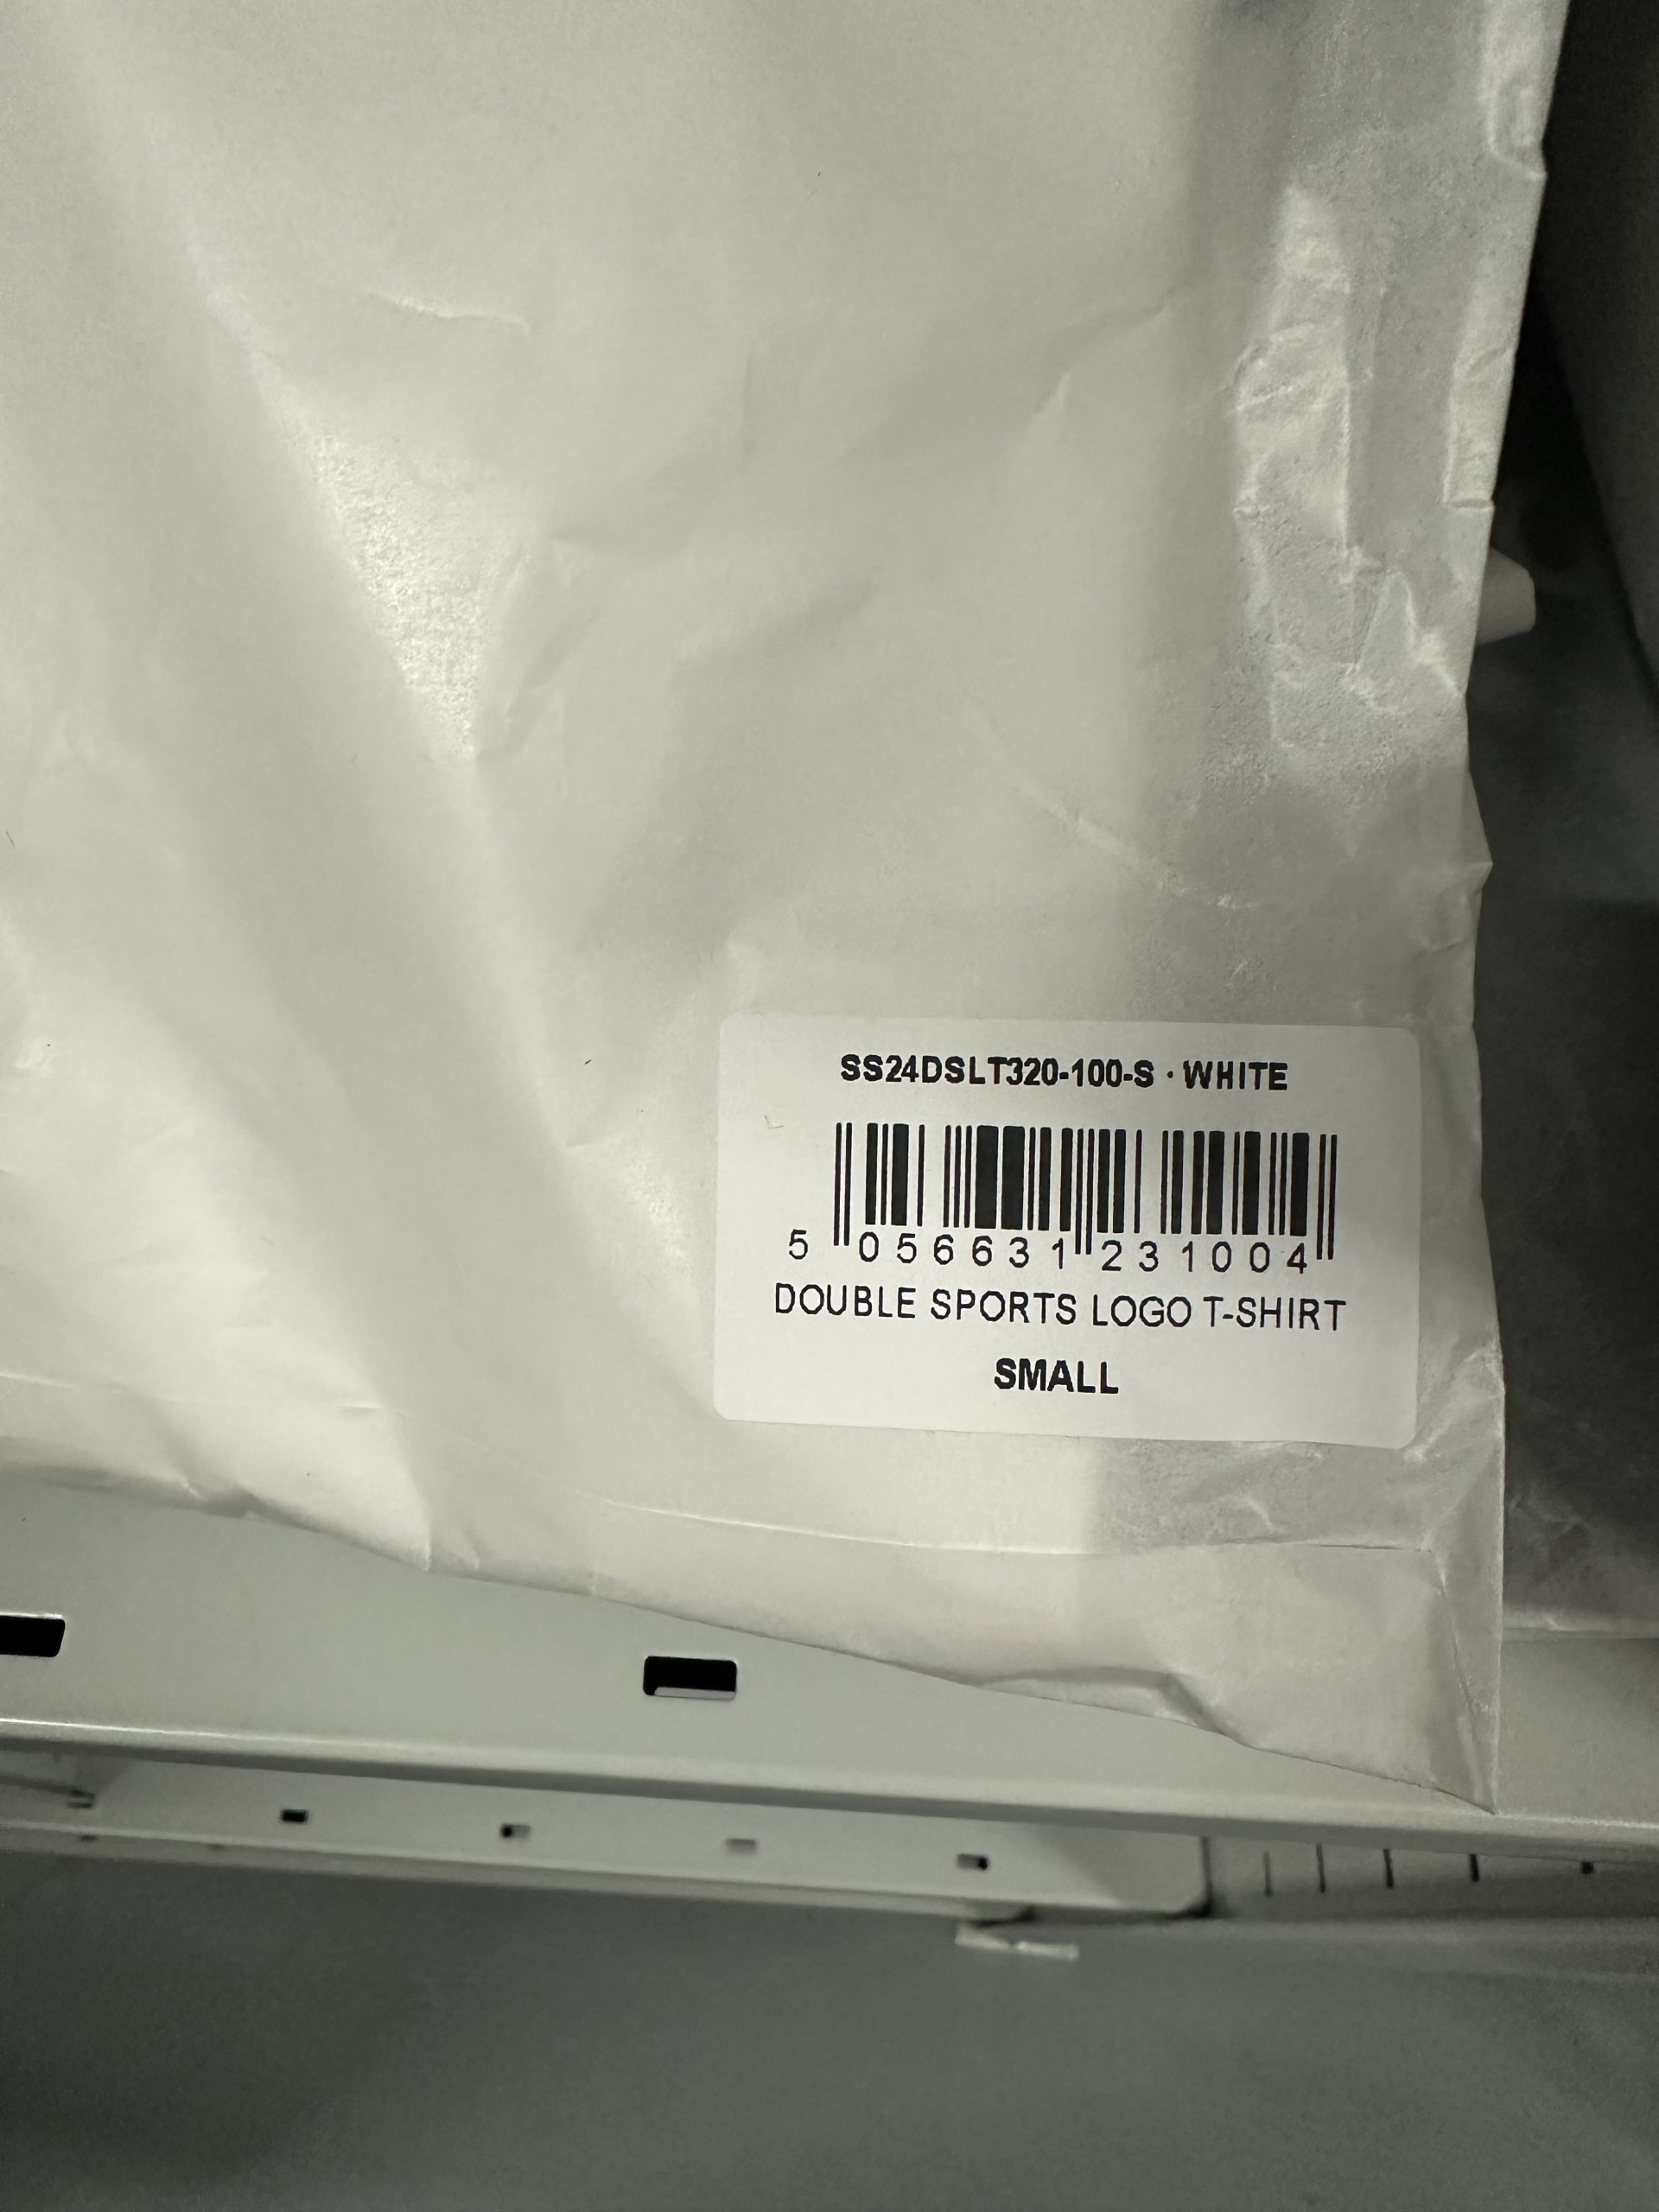 SS24DSLT320-100-S · WHITE
5 056631 231004
DOUBLE SPORTS LOGO T-SHIRT
SMALL